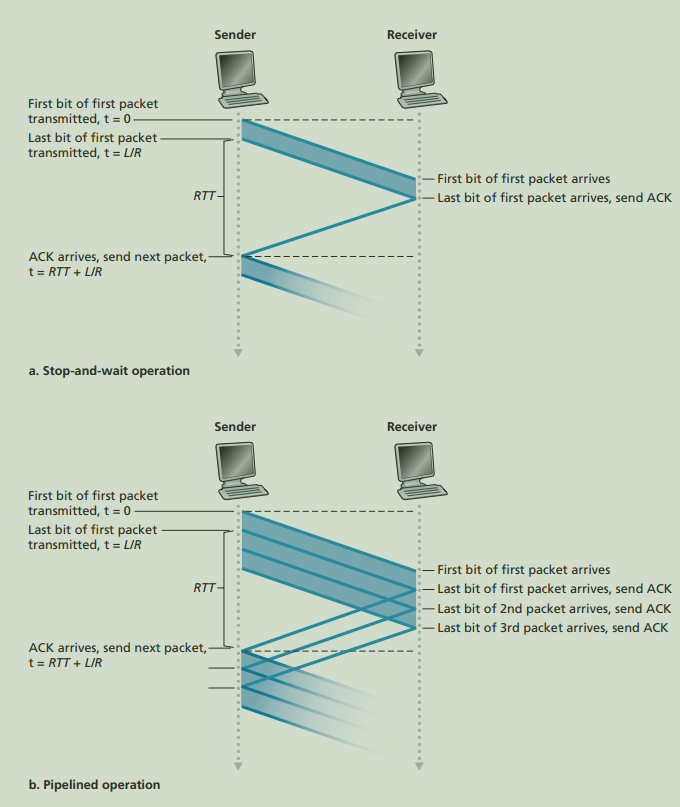 Sender
Receiver
First bit of first packet
transmitted, t = 0
Last bit of first packet
transmitted, t = L/R
RTT
First bit of first packet arrives
Last bit of first packet arrives, send ACK
ACK arrives, send next packet,
t = RTT + L/R
a. Stop-and-wait operation
Sender
Receiver
First bit of first packet
transmitted, t = 0
Last bit of first packet
transmitted, t = L/R
RTT
First bit of first packet arrives
Last bit of first packet arrives, send ACK
Last bit of 2nd packet arrives, send ACK
Last bit of 3rd packet arrives, send ACK
ACK arrives, send next packet,
t = RTT + L/R
b. Pipelined operation